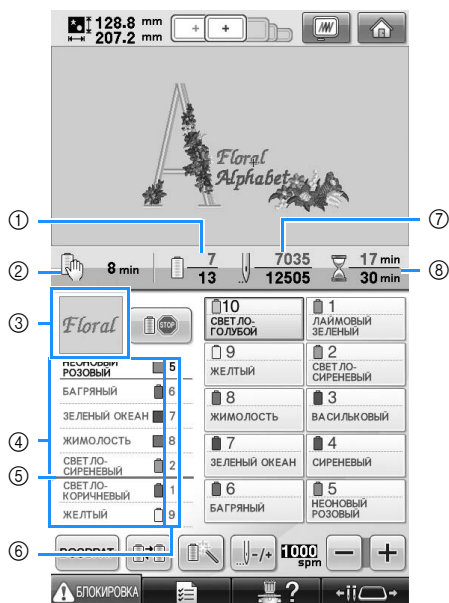 128.8 mm
207.2 mm
Floral
Alphabet
① ⑦
7 7035 17 min
② 8 min ⑧
13 12505 30 min
③
Floral
STOP
10
СВЕТЛО-
ГОЛУБОЙ
1
ЛАЙМОВЫЙ
ЗЕЛЕНЫЙ
9
ЖЕЛТЫЙ
2
СВЕТЛО-
СИРЕНЕВЫЙ
8
ЖИМОЛОСТЬ
3
ВАСИЛЬКОВЫЙ
7
ЗЕЛЕНЫЙ ОКЕАН
4
СИРЕНЕВЫЙ
6
БАГРЯНЫЙ
5
НЕОНОВЫЙ
РОЗОВЫЙ
НЕОНОВЫЙ
РОЗОВЫЙ 5
БАГРЯНЫЙ 6
ЗЕЛЕНЫЙ ОКЕАН 7
④
ЖИМОЛОСТЬ 8
СВЕТЛО-
СИРЕНЕВЫЙ 2
⑤
СВЕТЛО-
КОРИЧНЕВЫЙ 1
ЖЕЛТЫЙ 9
⑥
-/+
1000
spm
− +
БЛОКИРОВКА
?